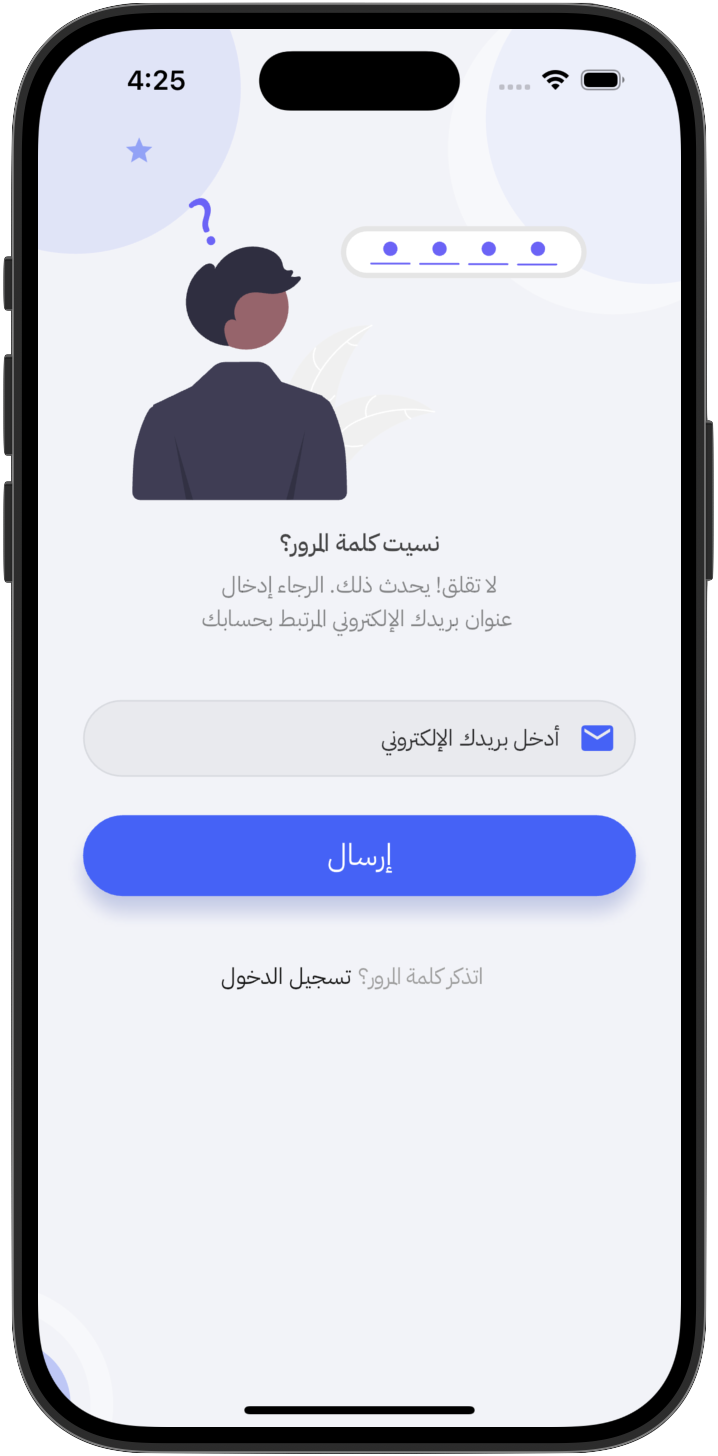 4:25
?
نسيت كلمة المرور؟
لا تقلق! يحدث ذلك. الرجاء إدخال
عنوان بريدك الإلكتروني المرتبط بحسابك
أدخل بريدك الإلكتروني
إرسال
اتذكر كلمة المرور؟ تسجيل الدخول